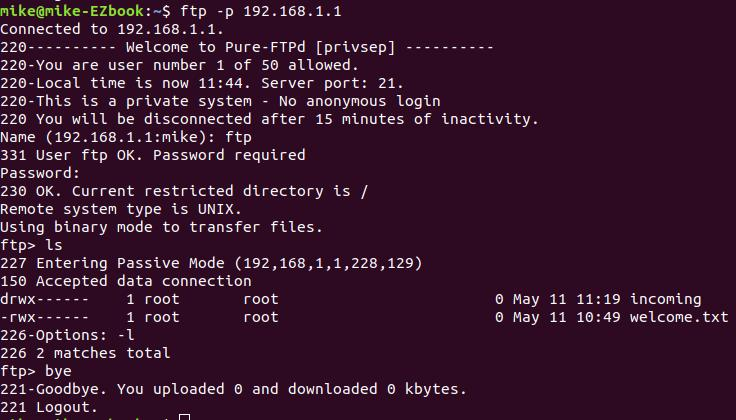 mike@mike-EZbook:~$ ftp -p 192.168.1.1
Connected to 192.168.1.1.
220---------- Welcome to Pure-FTPd [privsep] ----------
220-You are user number 1 of 50 allowed.
220-Local time is now 11:44. Server port: 21.
220-This is a private system - No anonymous login
220 You will be disconnected after 15 minutes of inactivity.
Name (192.168.1.1:mike): ftp
331 User ftp OK. Password required
Password:
230 OK. Current restricted directory is /
Remote system type is UNIX.
Using binary mode to transfer files.
ftp> ls
227 Entering Passive Mode (192,168,1,1,228,129)
150 Accepted data connection
drwx------    1 root       root                0 May 11 11:19 incoming
-rwx------    1 root       root                0 May 11 10:49 welcome.txt
226-Options: -l
226 2 matches total
ftp> bye
221-Goodbye. You uploaded 0 and downloaded 0 kbytes.
221 Logout.